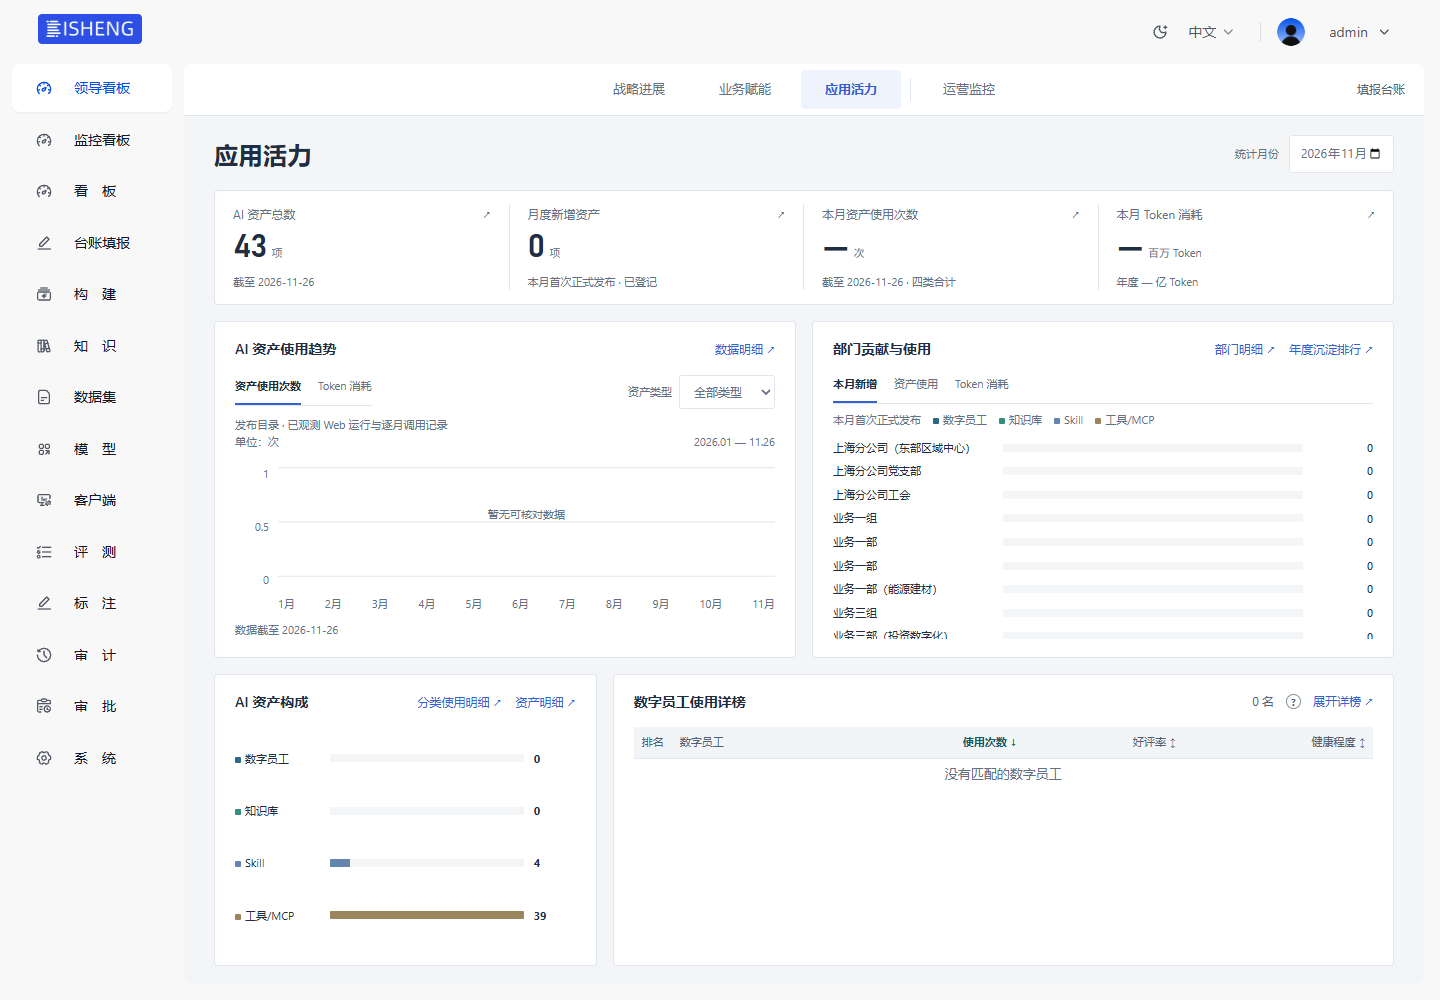 ISHENG
中文
admin
领导看板
监控看板
看 板
台账填报
构 建
知 识
数据集
模 型
客户端
评 测
标 注
审 计
审 批
系 统
战略进展
业务赋能
应用活力
运营监控
填报台账
应用活力
统计月份
2026年11月
AI 资产总数 ↗
43 项
截至 2026-11-26
月度新增资产 ↗
0 项
本月首次正式发布 · 已登记
本月资产使用次数 ↗
— 次
截至 2026-11-26 · 四类合计
本月 Token 消耗 ↗
— 百万 Token
年度 — 亿 Token
AI 资产使用趋势
数据明细 ↗
资产使用次数
Token 消耗
资产类型
全部类型
发布目录 · 已观测 Web 运行与逐月调用记录
单位：次
2026.01 — 11.26
1
0.5
0
暂无可核对数据
1月 2月 3月 4月 5月 6月 7月 8月 9月 10月 11月
数据截至 2026-11-26
部门贡献与使用
部门明细 ↗
年度沉淀排行 ↗
本月新增
资产使用
Token 消耗
本月首次正式发布 数字员工 知识库 Skill 工具/MCP
上海分公司（东部区域中心） 0
上海分公司党支部 0
上海分公司工会 0
业务一组 0
业务一部 0
业务一部 0
业务一部（能源建材） 0
业务三组 0
业务三部（投资数字化） 0
AI 资产构成
分类使用明细 ↗
资产明细 ↗
数字员工 0
知识库 0
Skill 4
工具/MCP 39
数字员工使用详榜
0 名
?
展开详榜 ↗
排名 数字员工 使用次数 ↓ 好评率 ↕ 健康程度 ↕
没有匹配的数字员工